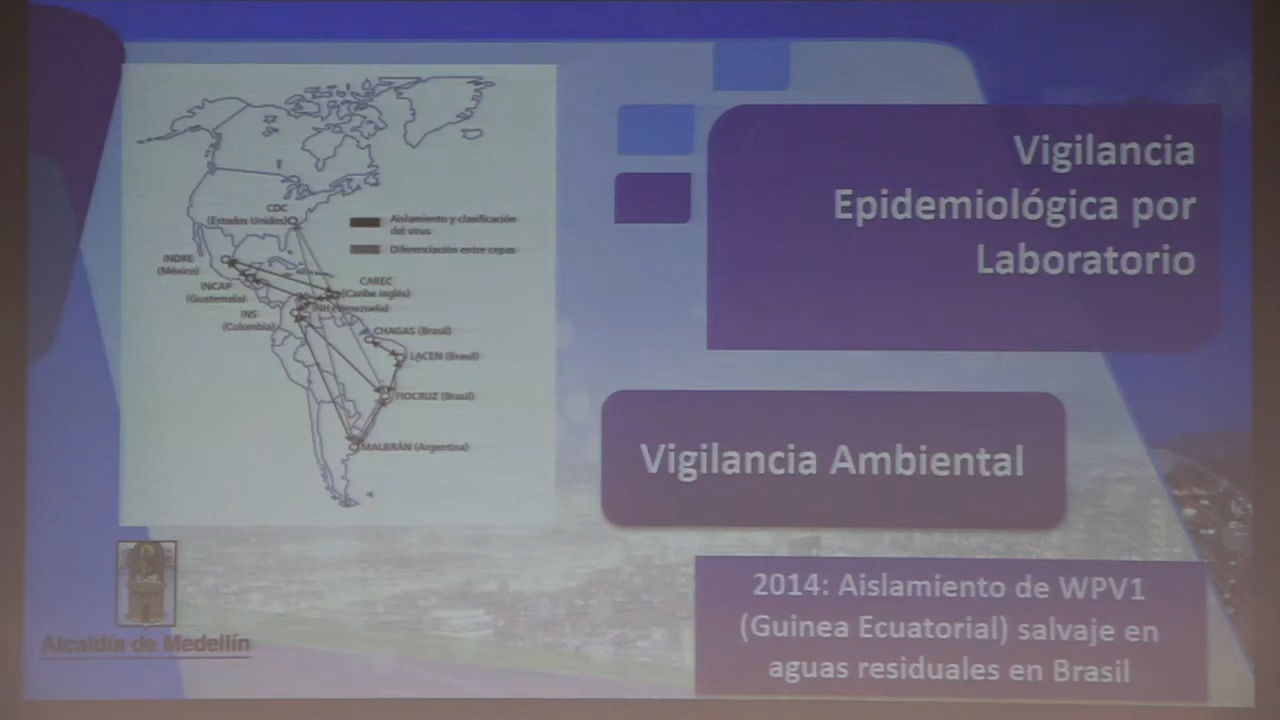 Vigilancia
Epidemiológica por
Laboratorio
CDC
(Estados Unidos)
Aislamiento y clasificación
del virus
Diferenciación entre cepas
INDRE
(México)
INCAP
(Guatemala)
INS
(Colombia)
CAREC
(Caribe inglés)
INH (Venezuela)
CHAGAS (Brasil)
LACEN (Brasil)
FIOCRUZ (Brasil)
MALBRÁN (Argentina)
Vigilancia Ambiental
2014: Aislamiento de WPV1
(Guinea Ecuatorial) salvaje en
aguas residuales en Brasil
Alcaldía de Medellín